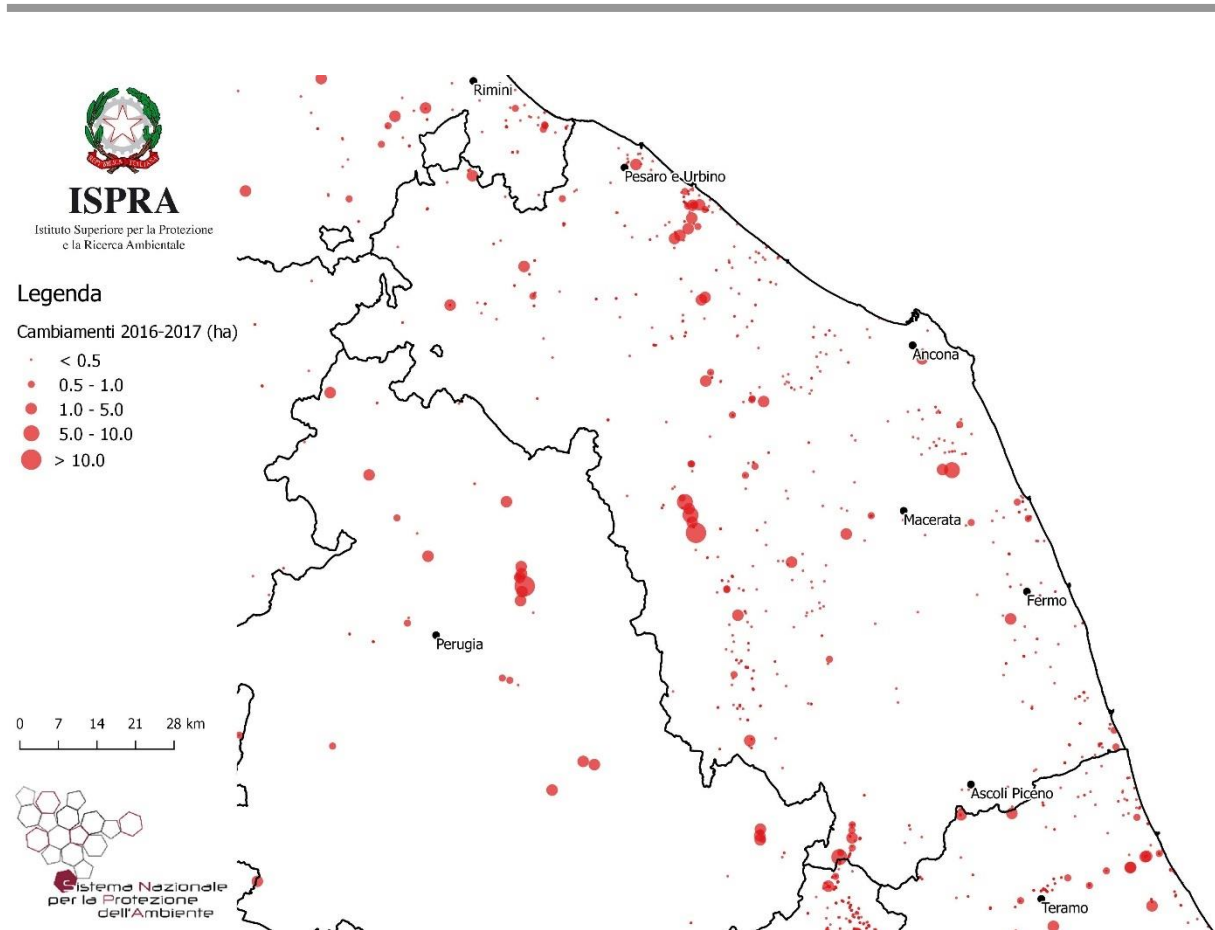 ISPRA
Istituto Superiore per la Protezione
e la Ricerca Ambientale
Legenda
Cambiamenti 2016-2017 (ha)
< 0.5
0.5 - 1.0
1.0 - 5.0
5.0 - 10.0
> 10.0
0 7 14 21 28 km
Sistema Nazionale
per la Protezione
dell'Ambiente
Rimini
Pesaro e Urbino
Ancona
Macerata
Fermo
Perugia
Ascoli Piceno
Teramo